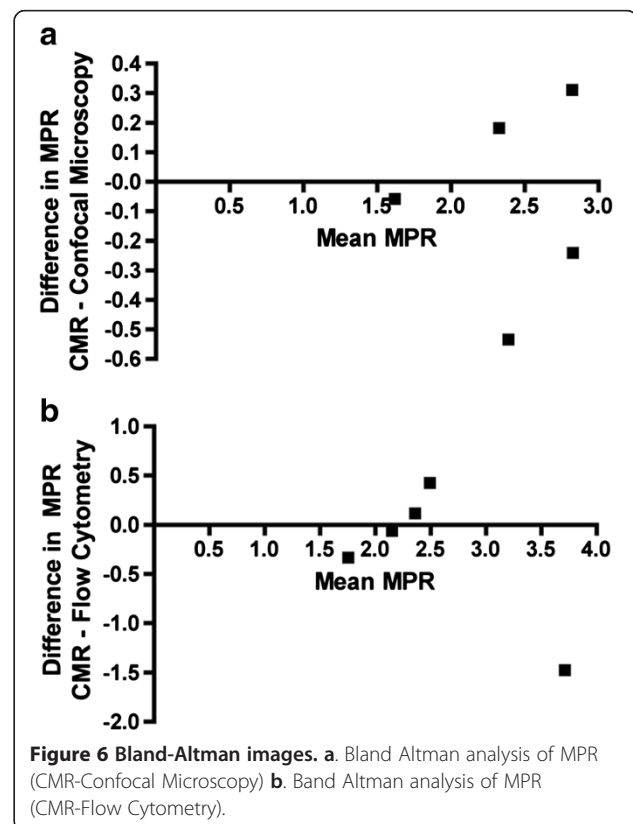 a
Difference in MPR
CMR - Confocal Microscopy
0.4
0.3
0.2
0.1
-0.0
-0.1
-0.2
-0.3
-0.4
-0.5
-0.6
0.5
1.0
1.5
2.0
2.5
3.0
Mean MPR
b
Difference in MPR
CMR - Flow Cytometry
1.0
0.5
0.0
-0.5
-1.0
-1.5
-2.0
0.5
1.0
1.5
2.0
2.5
3.0
3.5
4.0
Mean MPR
Figure 6 Bland-Altman images. a. Bland Altman analysis of MPR
(CMR-Confocal Microscopy) b. Band Altman analysis of MPR
(CMR-Flow Cytometry).